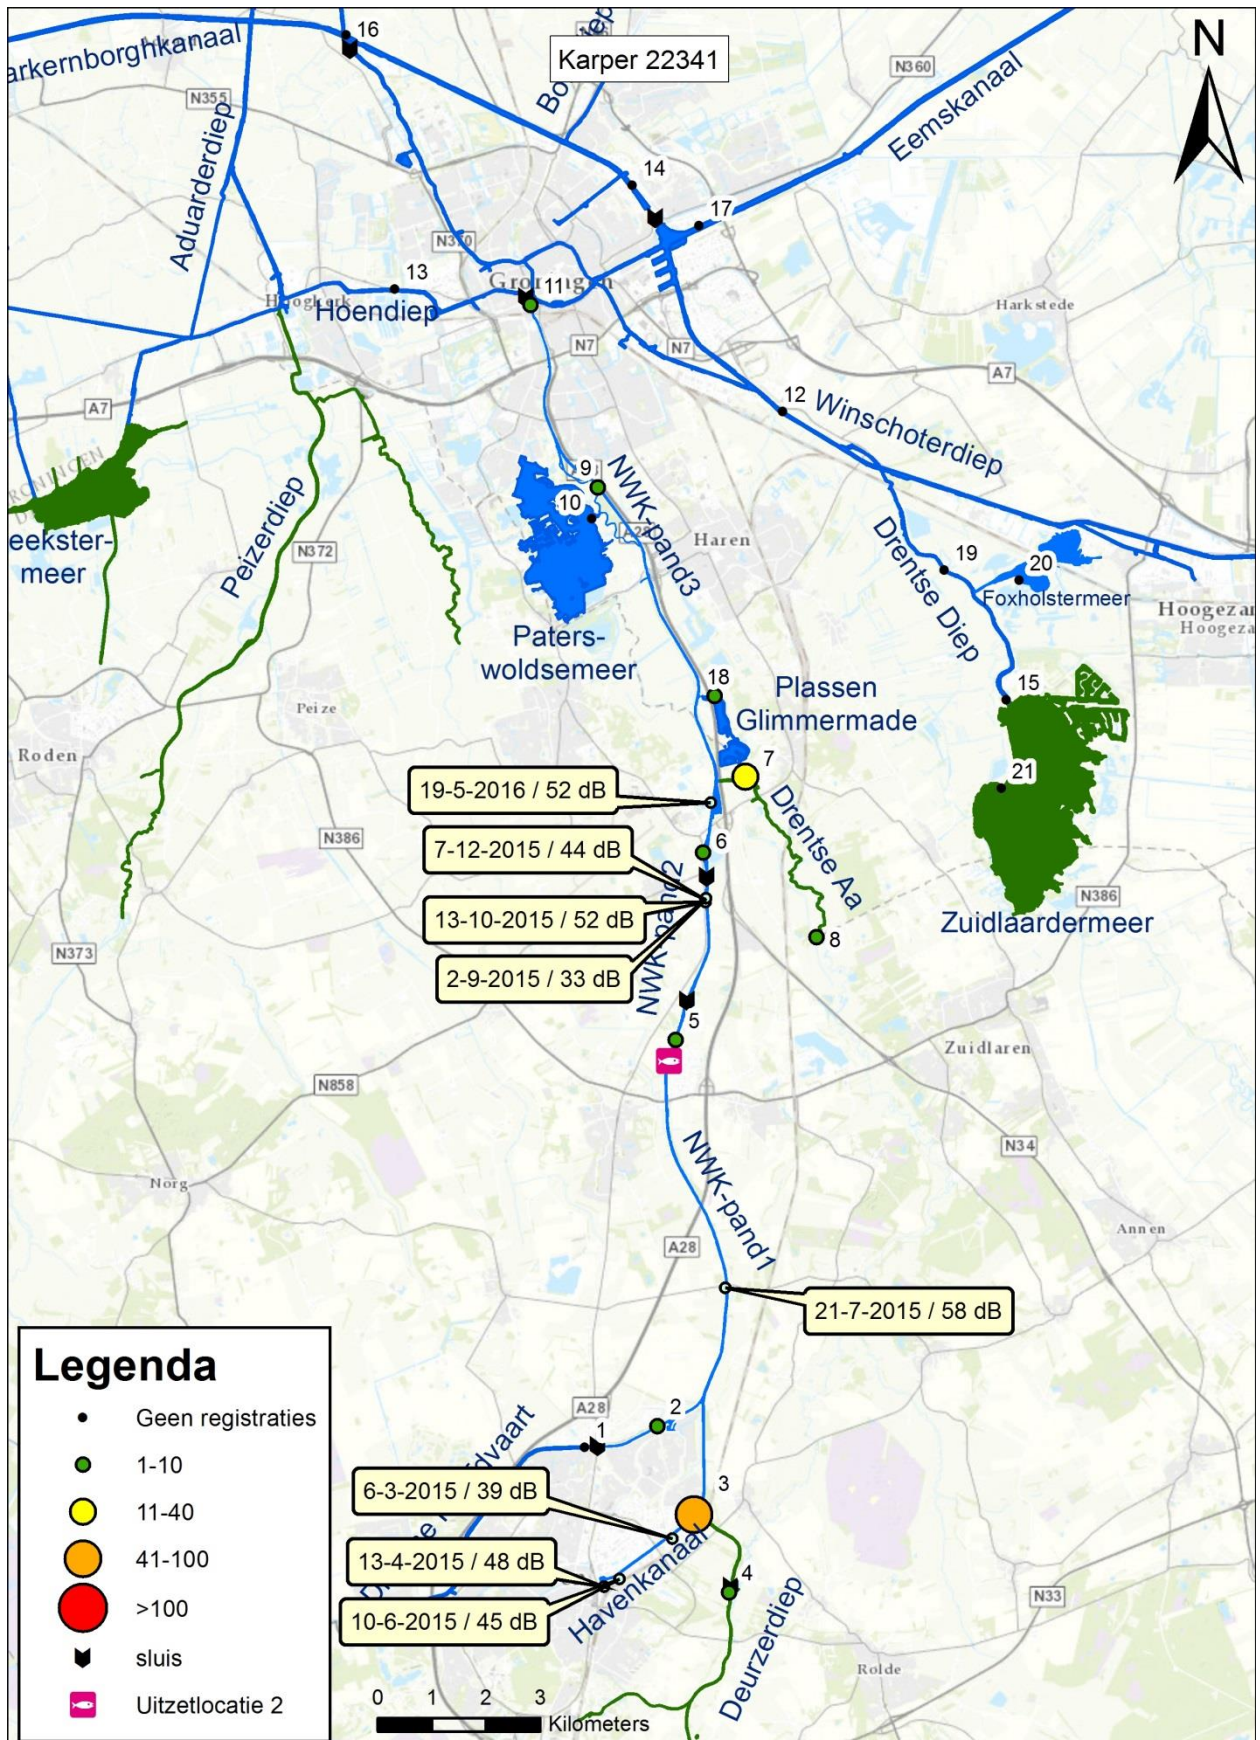 16
Karper 22341
N
arkernborghkanaal
N360
N355
Eemskanaal
Aduarderdiep
14
17
N370
13
Groningen
11
Hoogkerk
Hoendiep
Harkstede
N7
N7
A7
12
A7
Winschoterdiep
9
NWK-pand3
10
A28
Haren
Peizerdiep
N372
eekster-
meer
Drentse Diep
19
20
Foxholstermeer
Hoogezan
Hoogeza
Paters-
woldsemeer
18
Plassen
Glimmermade
15
Peize
Roden
7
21
19-5-2016 / 52 dB
Drentse Aa
N386
7-12-2015 / 44 dB
6
NWK-pand2
N386
13-10-2015 / 52 dB
Zuidlaardermeer
8
N373
2-9-2015 / 33 dB
5
Zuidlaren
N858
NWK-pand1
N34
Norg
Annen
A28
21-7-2015 / 58 dB
Legenda
Geen registraties
1-10
11-40
41-100
>100
sluis
Uitzetlocatie 2
A28
2
1
6-3-2015 / 39 dB
3
13-4-2015 / 48 dB
4
10-6-2015 / 45 dB
Havenkanaal
N33
Deurzerdiep
Rolde
0 1 2 3
Kilometers